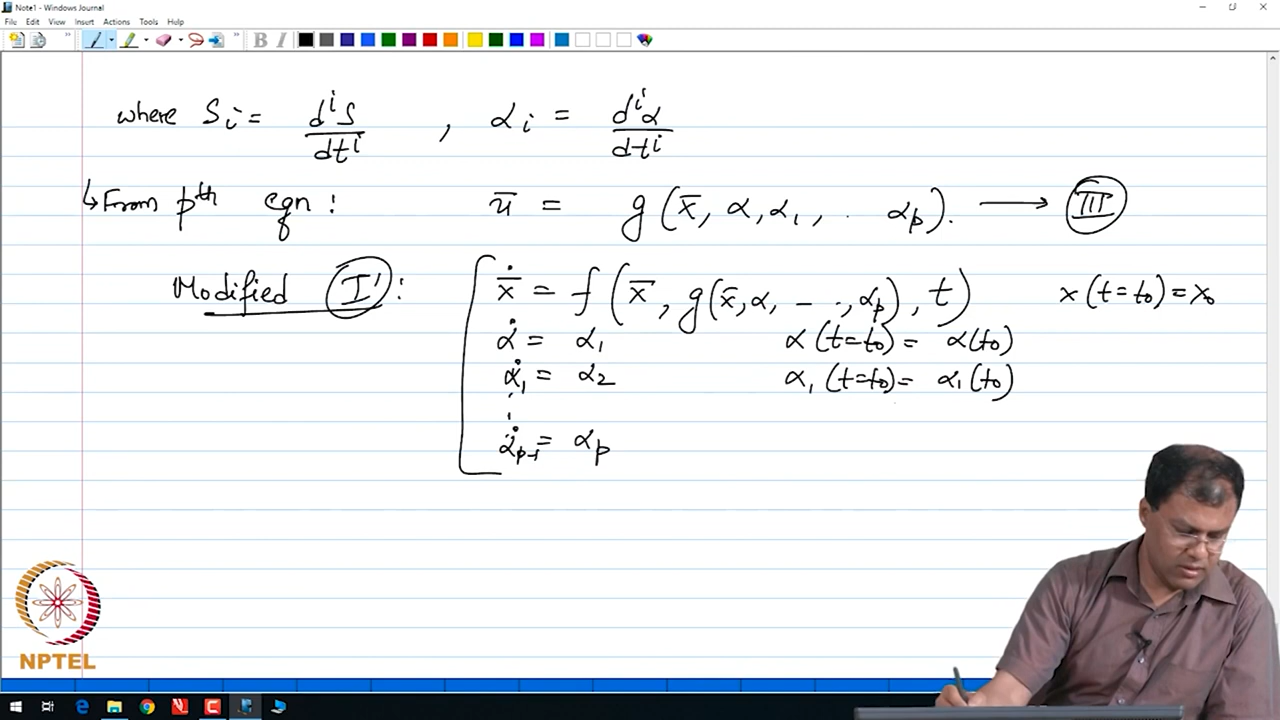 Note1 - Windows Journal
File Edit View Insert Actions Tools Help
B I
where S_i = d^i S / dt^i , α_i = d^i α / dt^i
↳ From p^th eqn : ū = g(x̄, α, α_1, . α_p). ⟶ III
Modified I' : ẋ̄ = f(x̄, g(x̄, α, - - ., α_p), t) x(t=t_0) = x_0
α̇ = α_1 α(t=t_0) = α(t_0)
α̇_1 = α_2 α_1(t=t_0) = α_1(t_0)
⋮
α̇_{p-1} = α_p
NPTEL